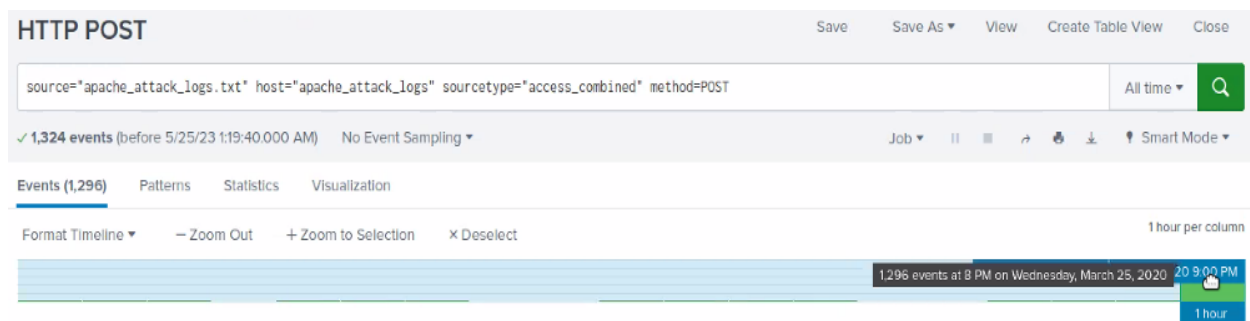 HTTP POST
Save Save As View Create Table View Close
source="apache_attack_logs.txt" host="apache_attack_logs" sourcetype="access_combined" method=POST
All time
1,324 events (before 5/25/23 1:19:40.000 AM) No Event Sampling
Job Smart Mode
Events (1,296) Patterns Statistics Visualization
Format Timeline — Zoom Out + Zoom to Selection × Deselect
1 hour per column
1,296 events at 8 PM on Wednesday, March 25, 2020
20 9:00 PM
1 hour